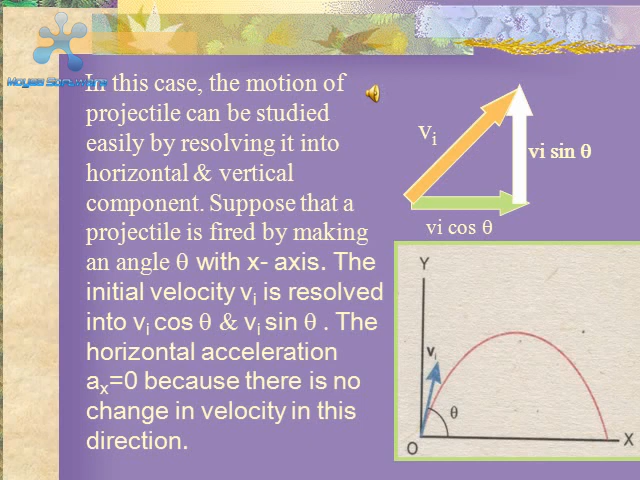 In this case, the motion of
projectile can be studied
easily by resolving it into
horizontal & vertical
component. Suppose that a
projectile is fired by making
an angle θ with x- axis. The
initial velocity vi is resolved
into vi cos θ & vi sin θ . The
horizontal acceleration
ax=0 because there is no
change in velocity in this
direction.
vi
vi sin θ
vi cos θ
Y
vi
θ
O
X